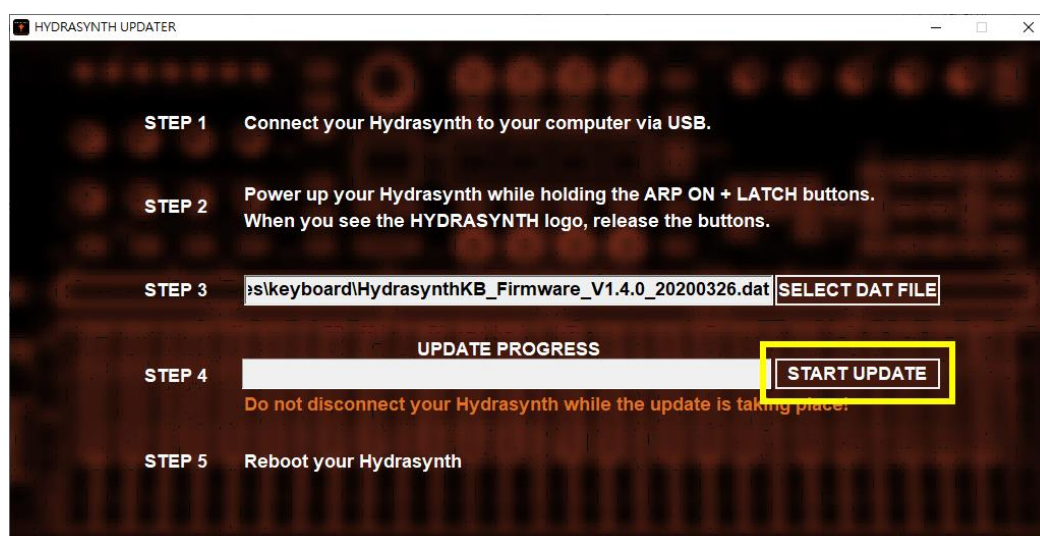 HYDRASYNTH UPDATER
STEP 1 Connect your Hydrasynth to your computer via USB.
STEP 2 Power up your Hydrasynth while holding the ARP ON + LATCH buttons.
When you see the HYDRASYNTH logo, release the buttons.
STEP 3 es\keyboard\HydrasynthKB_Firmware_V1.4.0_20200326.dat SELECT DAT FILE
UPDATE PROGRESS
STEP 4 START UPDATE
Do not disconnect your Hydrasynth while the update is taking place!
STEP 5 Reboot your Hydrasynth